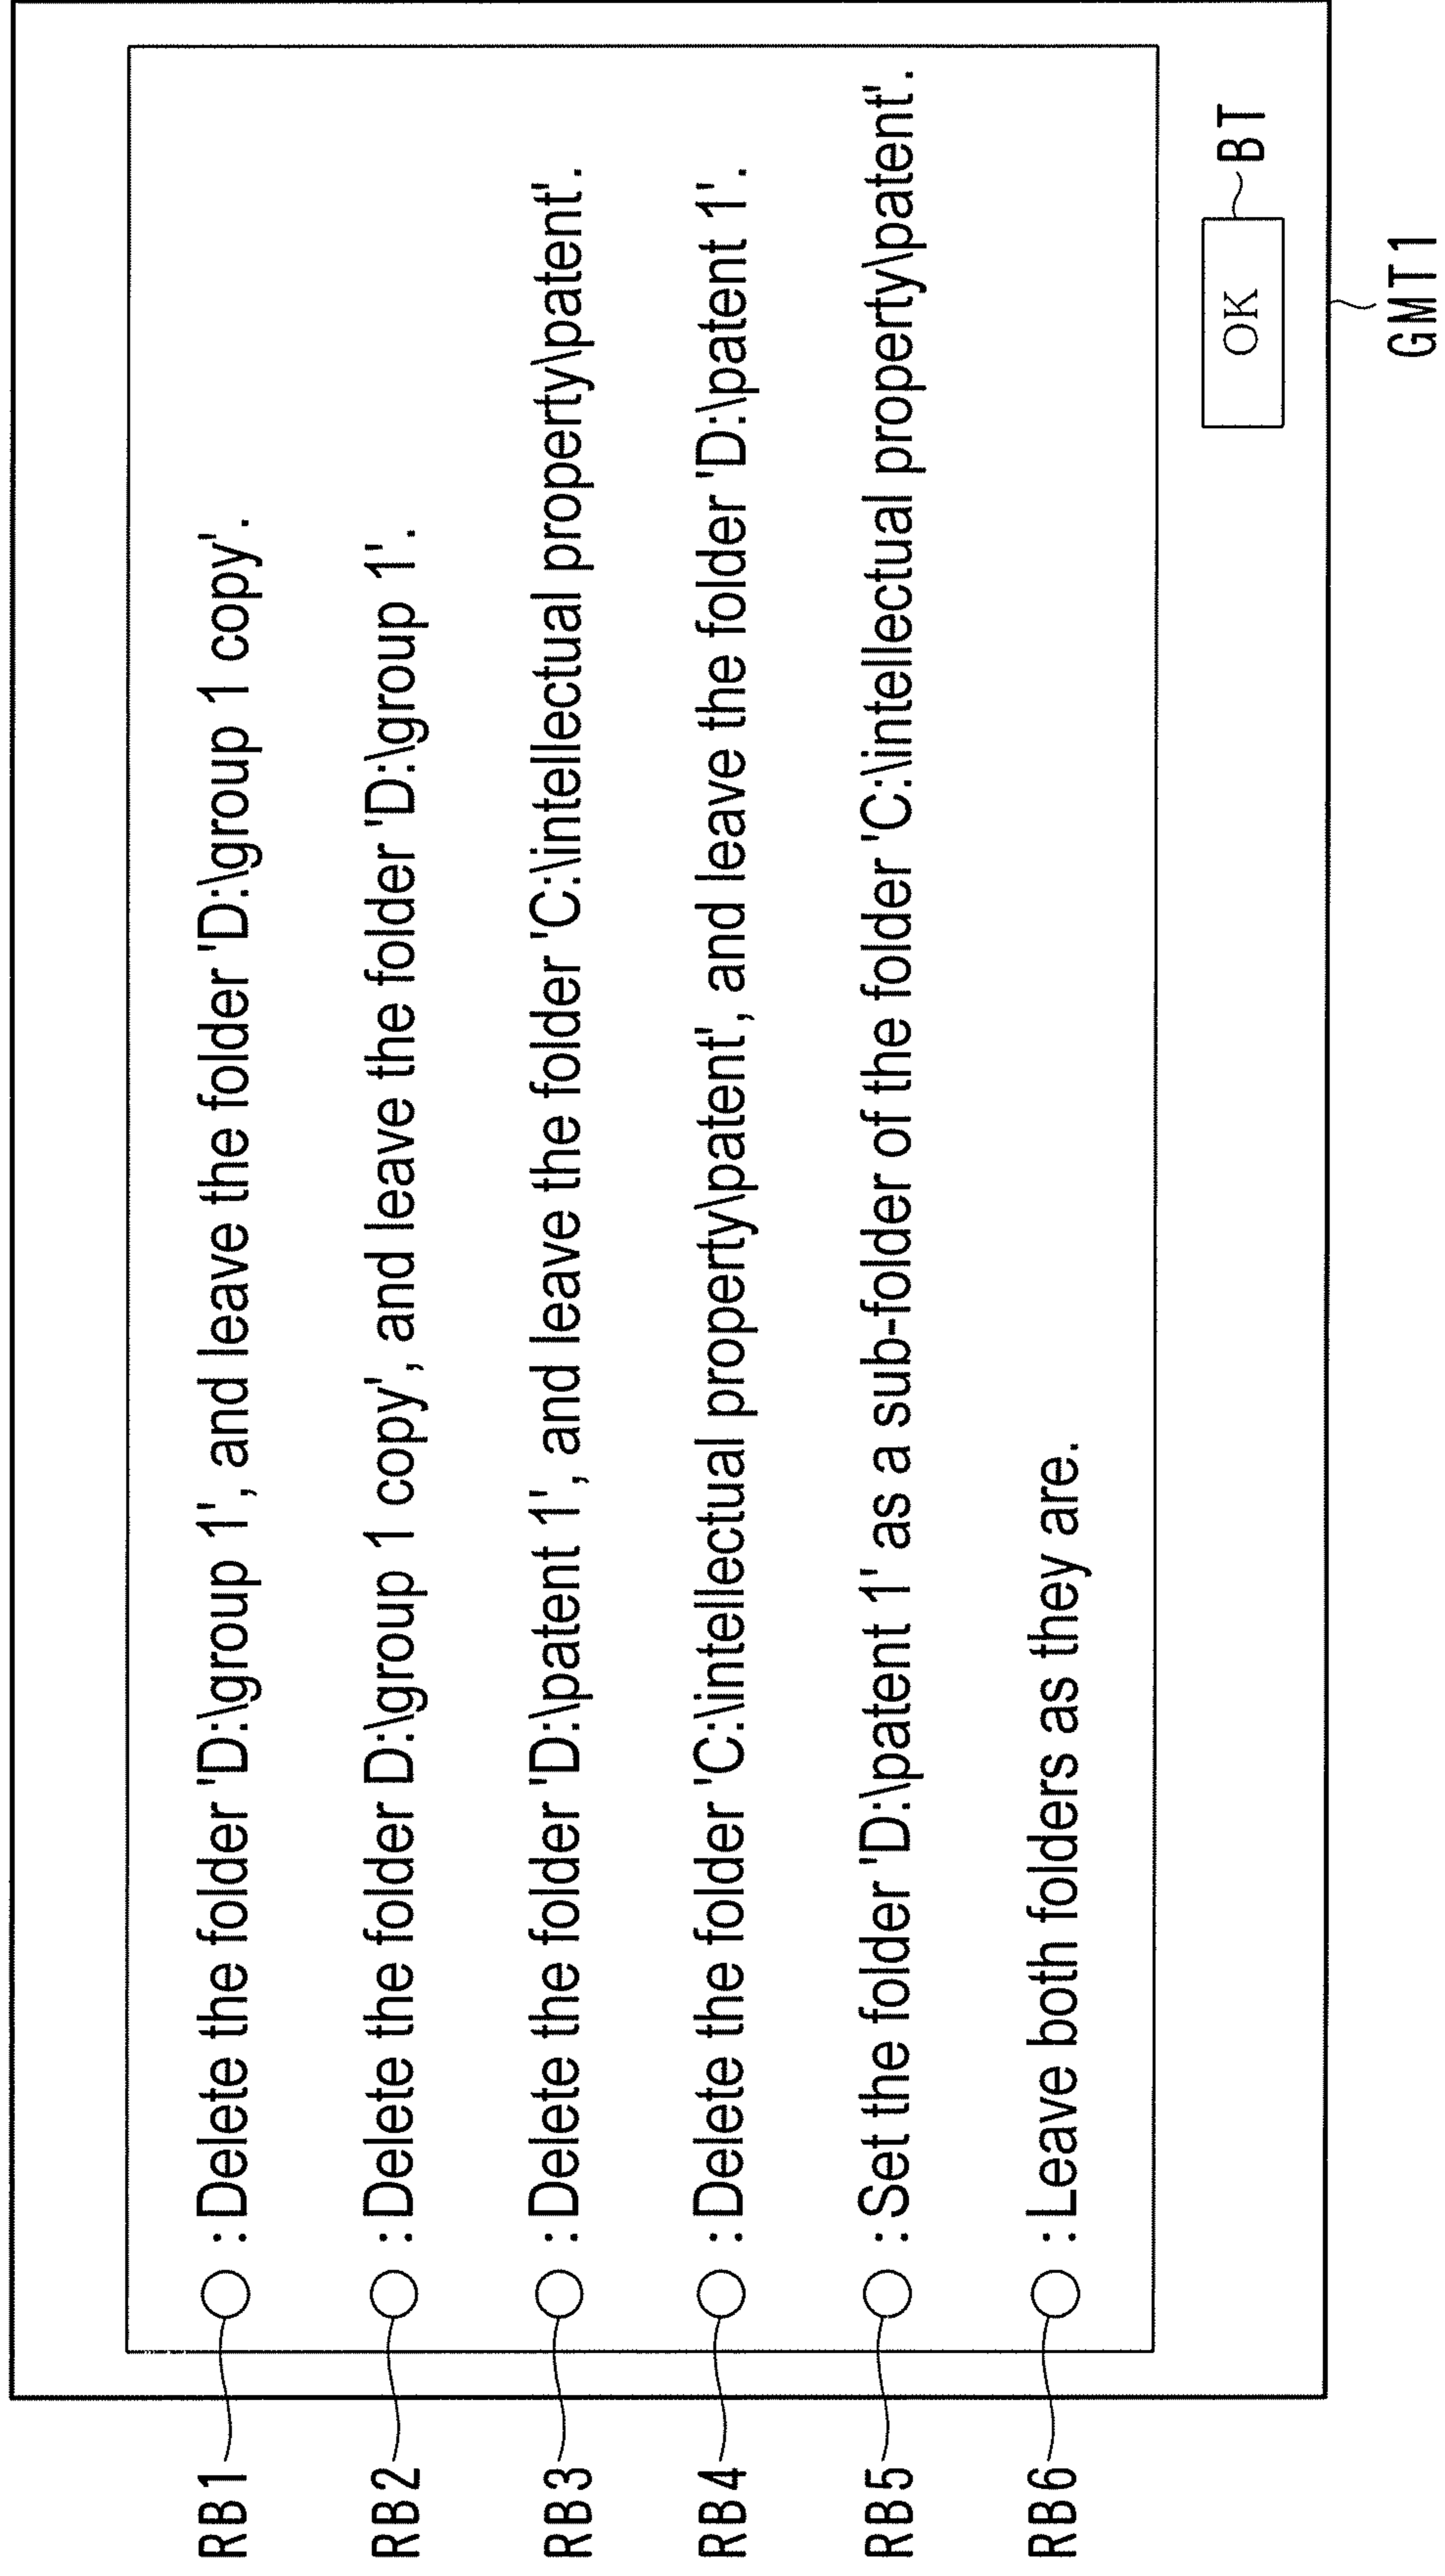 RB1 :Delete the folder 'D:\group 1', and leave the folder 'D:\group 1 copy'.
RB2 :Delete the folder D:\group 1 copy', and leave the folder 'D:\group 1'.
RB3 :Delete the folder 'D:\patent 1', and leave the folder 'C:\intellectual property\patent'.
RB4 :Delete the folder 'C:\intellectual property\patent', and leave the folder 'D:\patent 1'.
RB5 :Set the folder 'D:\patent 1' as a sub-folder of the folder 'C:\intellectual property\patent'.
RB6 :Leave both folders as they are.
OK BT
GMT1